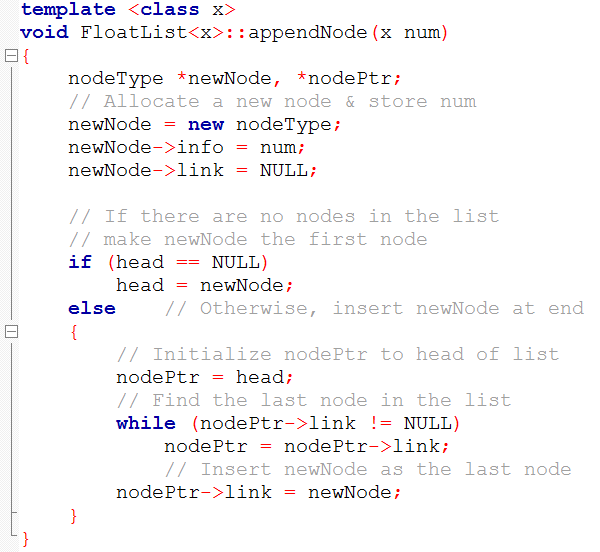 template <class x>
void FloatList<x>::appendNode(x num)
{
    nodeType *newNode, *nodePtr;
    // Allocate a new node & store num
    newNode = new nodeType;
    newNode->info = num;
    newNode->link = NULL;

    // If there are no nodes in the list
    // make newNode the first node
    if (head == NULL)
        head = newNode;
    else    // Otherwise, insert newNode at end
    {
        // Initialize nodePtr to head of list
        nodePtr = head;
        // Find the last node in the list
        while (nodePtr->link != NULL)
            nodePtr = nodePtr->link;
            // Insert newNode as the last node
        nodePtr->link = newNode;
    }
}